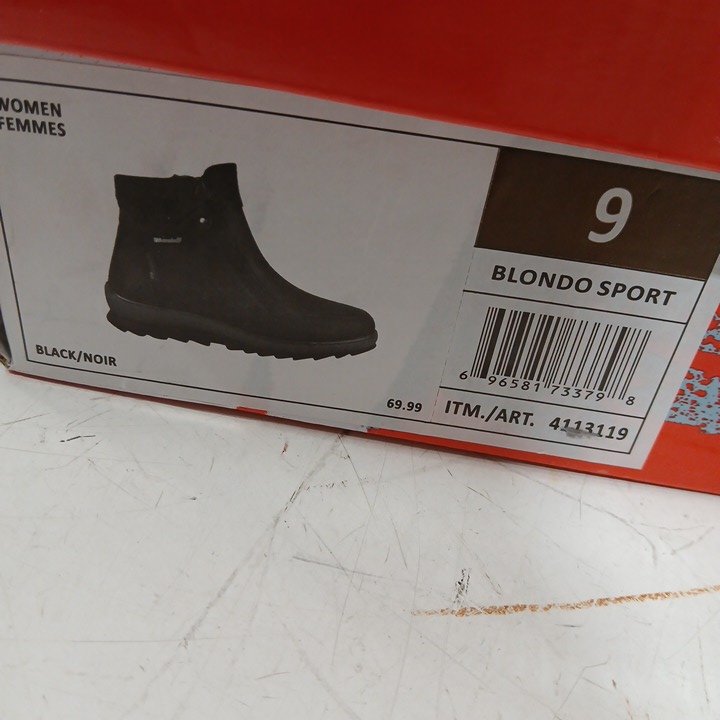 WOMEN
FEMMES
9
BLONDO SPORT
6 96581 73379 8
BLACK/NOIR
69.99
ITM./ART. 4113119